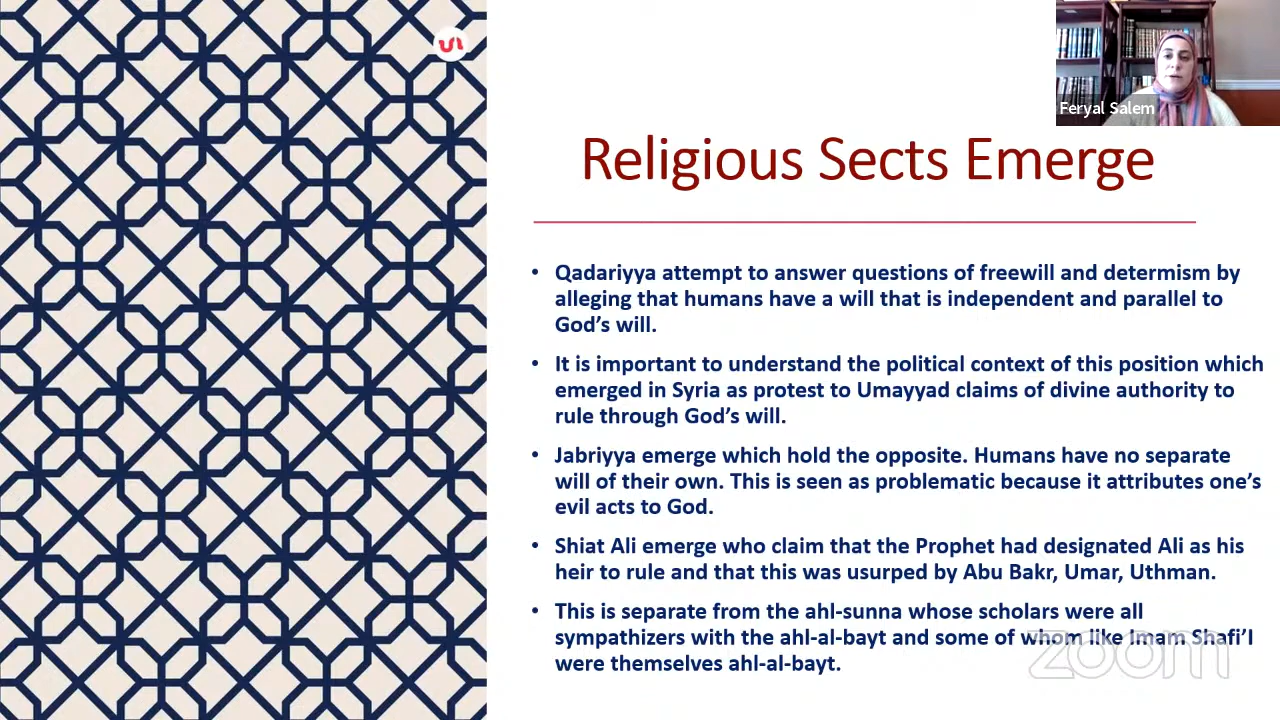 Feryal Salem
Religious Sects Emerge
• Qadariyya attempt to answer questions of freewill and determism by
alleging that humans have a will that is independent and parallel to
God's will.
• It is important to understand the political context of this position which
emerged in Syria as protest to Umayyad claims of divine authority to
rule through God's will.
• Jabriyya emerge which hold the opposite. Humans have no separate
will of their own. This is seen as problematic because it attributes one's
evil acts to God.
• Shiat Ali emerge who claim that the Prophet had designated Ali as his
heir to rule and that this was usurped by Abu Bakr, Umar, Uthman.
• This is separate from the ahl-sunna whose scholars were all
sympathizers with the ahl-al-bayt and some of whom like Imam Shafi'I
were themselves ahl-al-bayt.
zoom